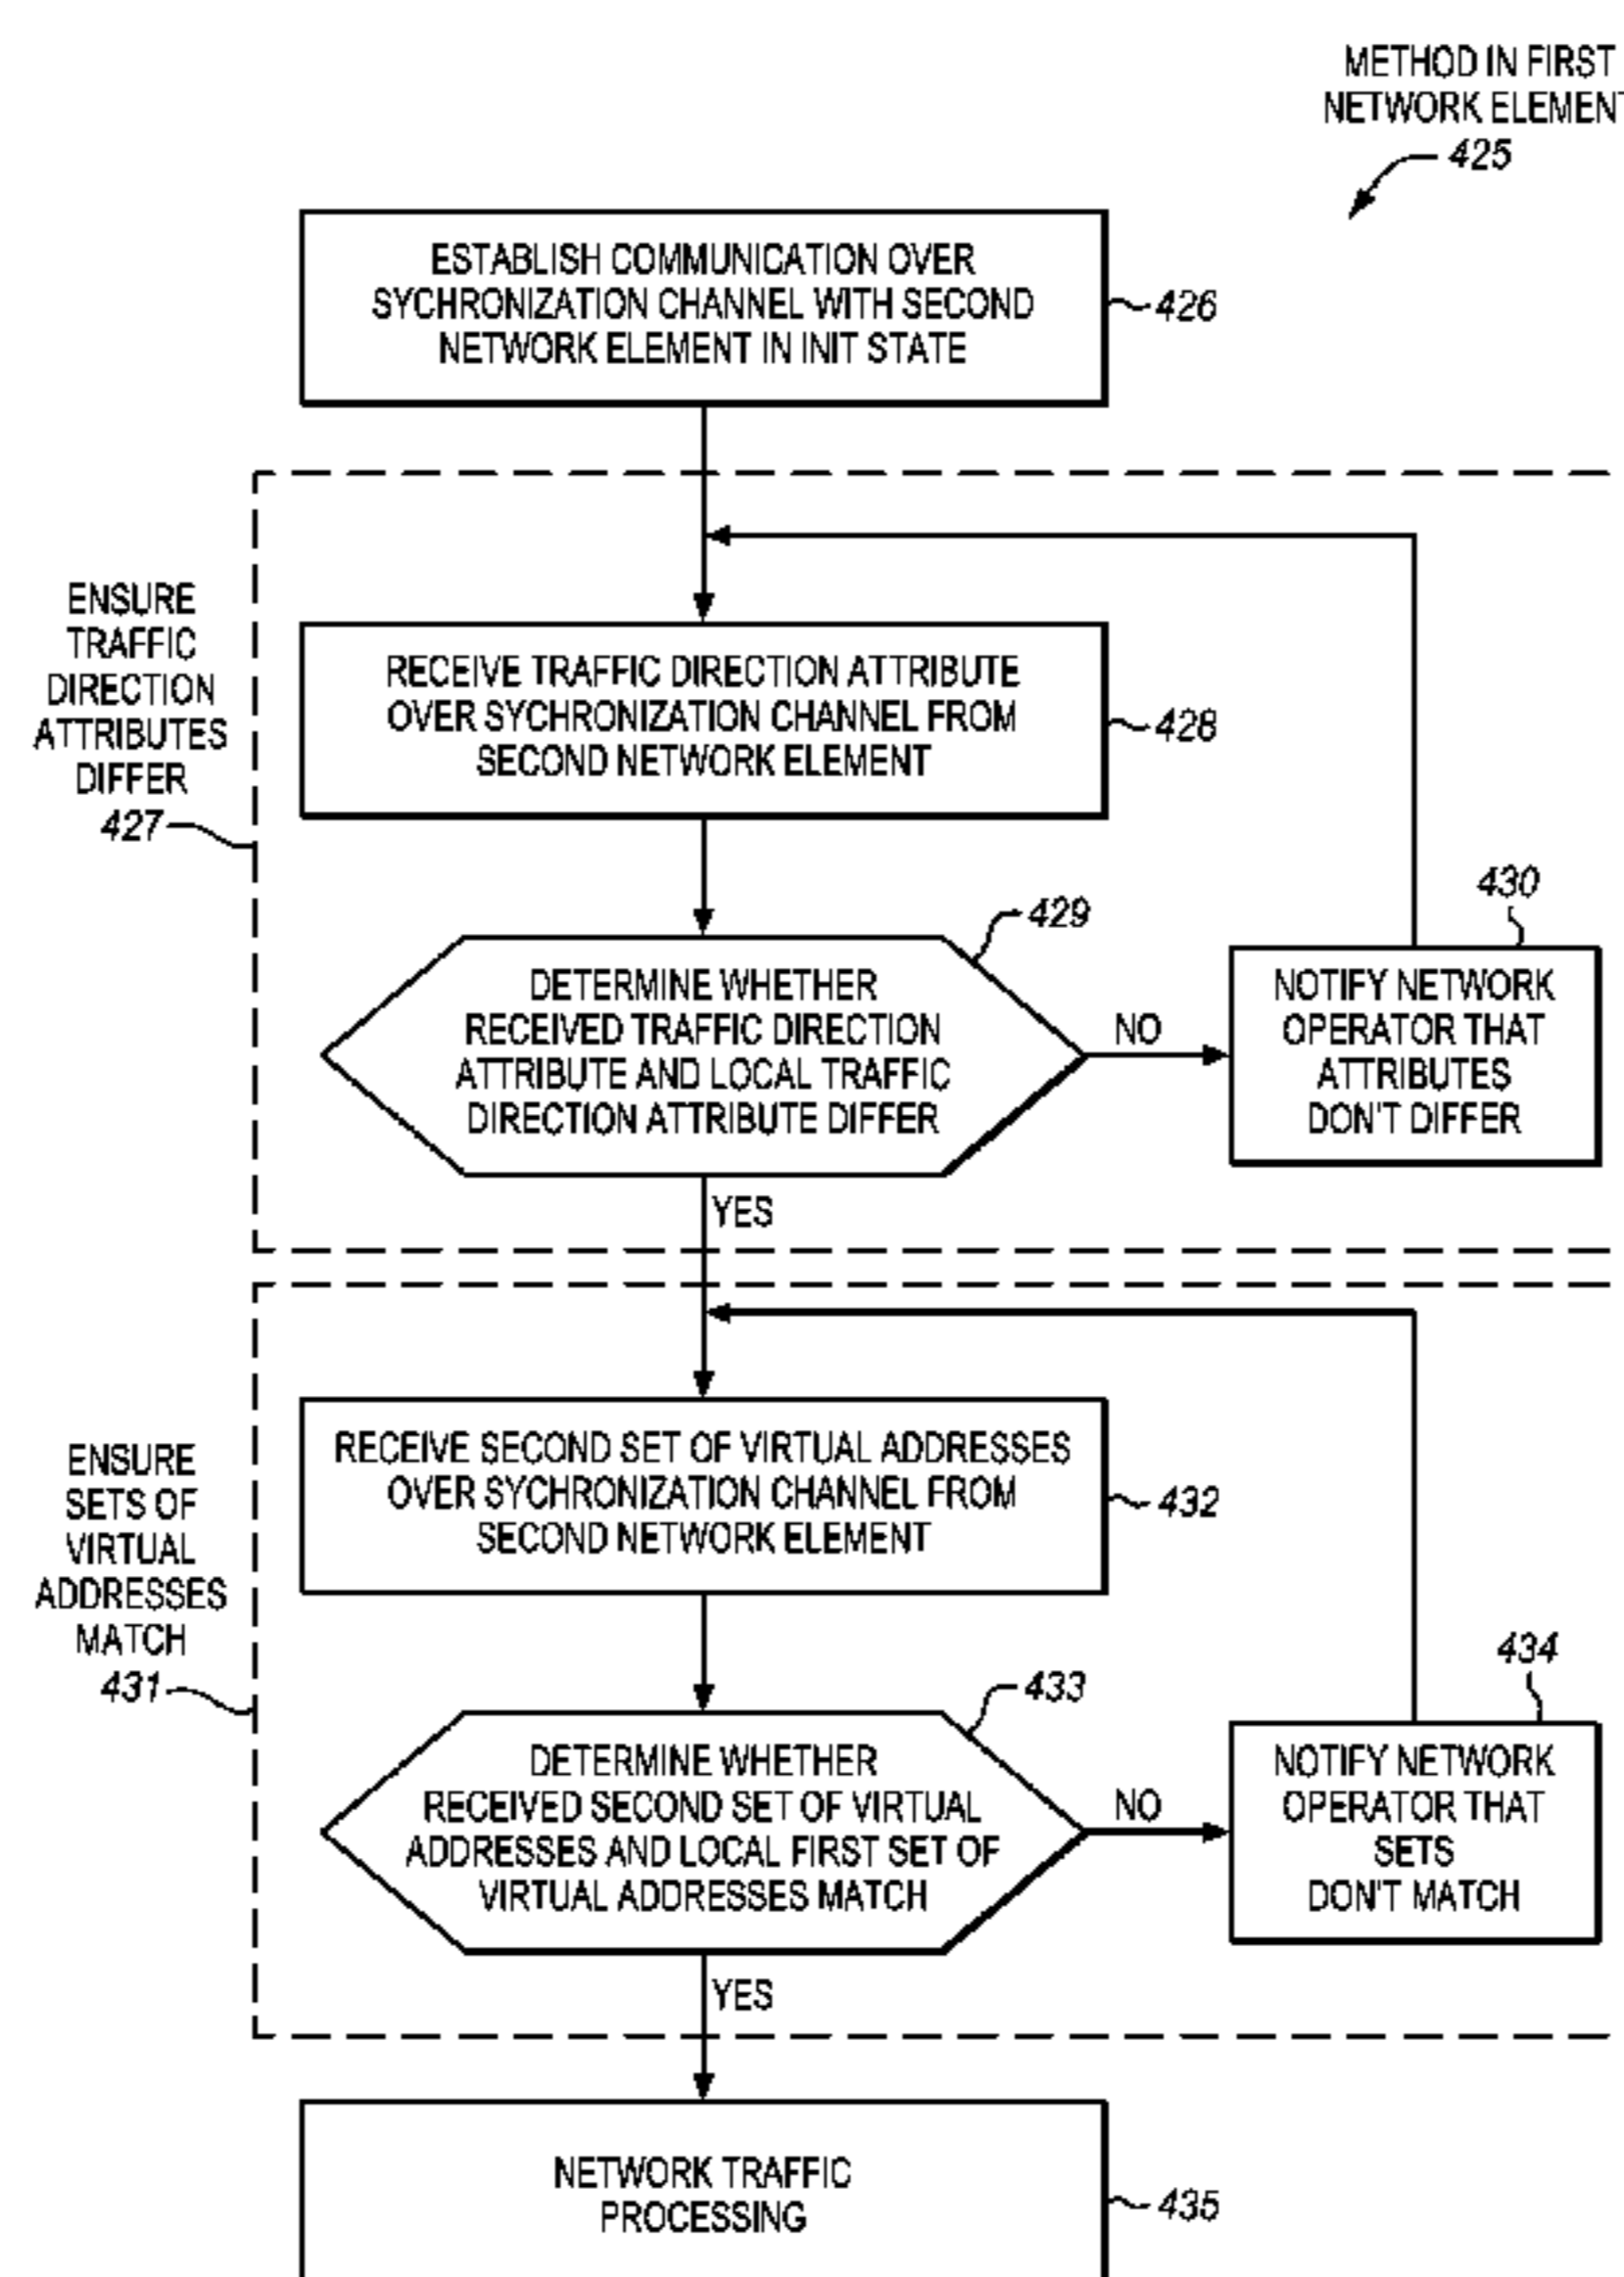 METHOD IN FIRST
NETWORK ELEMENT
425
ESTABLISH COMMUNICATION OVER
SYCHRONIZATION CHANNEL WITH SECOND
NETWORK ELEMENT IN INIT STATE
426
ENSURE
TRAFFIC
DIRECTION
ATTRIBUTES
DIFFER
427
RECEIVE TRAFFIC DIRECTION ATTRIBUTE
OVER SYCHRONIZATION CHANNEL FROM
SECOND NETWORK ELEMENT
428
DETERMINE WHETHER
RECEIVED TRAFFIC DIRECTION
ATTRIBUTE AND LOCAL TRAFFIC
DIRECTION ATTRIBUTE DIFFER
429
NO
430
NOTIFY NETWORK
OPERATOR THAT
ATTRIBUTES
DON'T DIFFER
YES
ENSURE
SETS OF
VIRTUAL
ADDRESSES
MATCH
431
RECEIVE SECOND SET OF VIRTUAL ADDRESSES
OVER SYCHRONIZATION CHANNEL FROM
SECOND NETWORK ELEMENT
432
DETERMINE WHETHER
RECEIVED SECOND SET OF VIRTUAL
ADDRESSES AND LOCAL FIRST SET OF
VIRTUAL ADDRESSES MATCH
433
NO
434
NOTIFY NETWORK
OPERATOR THAT
SETS
DON'T MATCH
YES
NETWORK TRAFFIC
PROCESSING
435